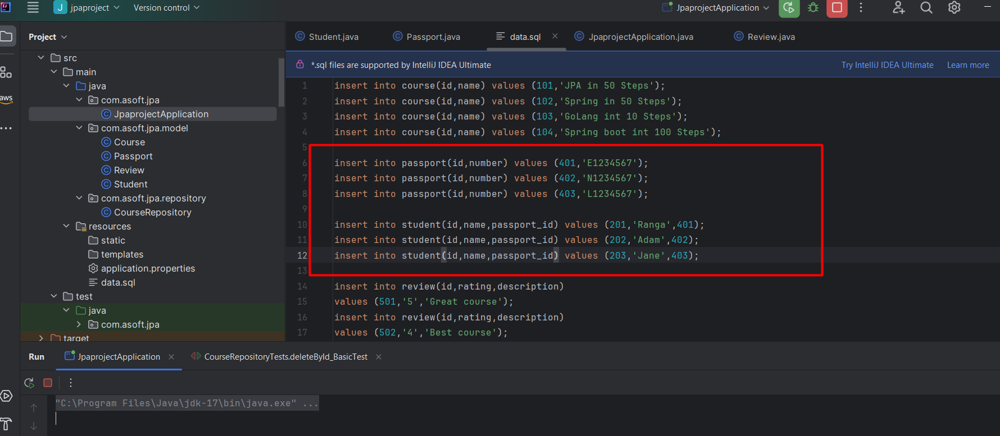 J jpaproject Version control JpaprojectApplication
Project
Student.java Passport.java data.sql JpaprojectApplication.java Review.java
*.sql files are supported by IntelliJ IDEA Ultimate Try IntelliJ IDEA Ultimate Learn more
src
main
java
com.asoft.jpa
JpaprojectApplication
com.asoft.jpa.model
Course
Passport
Review
Student
com.asoft.jpa.repository
CourseRepository
resources
static
templates
application.properties
data.sql
test
java
com.asoft.jpa
target
aws
1 insert into course(id,name) values (101,'JPA in 50 Steps');
2 insert into course(id,name) values (102,'Spring in 50 Steps');
3 insert into course(id,name) values (103,'GoLang int 10 Steps');
4 insert into course(id,name) values (104,'Spring boot int 100 Steps');
5
6 insert into passport(id,number) values (401,'E1234567');
7 insert into passport(id,number) values (402,'N1234567');
8 insert into passport(id,number) values (403,'L1234567');
9
10 insert into student(id,name,passport_id) values (201,'Ranga',401);
11 insert into student(id,name,passport_id) values (202,'Adam',402);
12 insert into student(id,name,passport_id) values (203,'Jane',403);
13
14 insert into review(id,rating,description)
15 values (501,'5','Great course');
16 insert into review(id,rating,description)
17 values (502,'4','Best course');
Run JpaprojectApplication CourseRepositoryTests.deleteById_BasicTest
"C:\Program Files\Java\jdk-17\bin\java.exe" ...